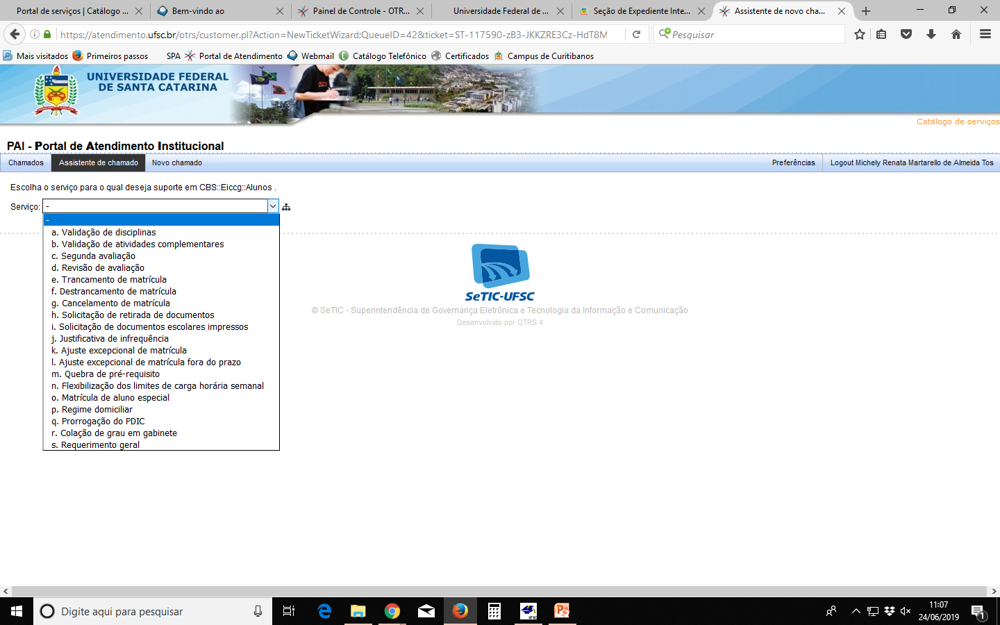 Portal de serviços | Catálogo ...
Bem-vindo ao
Painel de Controle - OTR...
Universidade Federal de ...
Seção de Expediente Inte...
Assistente de novo cha...
https://atendimento.ufsc.br/otrs/customer.pl?Action=NewTicketWizard;QueueID=42&ticket=ST-117590-zB3-JKKZRE3Cz-HdT8M
Pesquisar
Mais visitados
Primeiros passos
SPA
Portal de Atendimento
Webmail
Catálogo Telefônico
Certificados
Campus de Curitibanos
UNIVERSIDADE FEDERAL
DE SANTA CATARINA
Catálogo de serviços
PAI - Portal de Atendimento Institucional
Chamados
Assistente de chamado
Novo chamado
Preferências
Logout Michely Renata Martarello de Almeida Tos
Escolha o serviço para o qual deseja suporte em CBS::Eiccg::Alunos .
Serviço: -
-
a. Validação de disciplinas
b. Validação de atividades complementares
c. Segunda avaliação
d. Revisão de avaliação
e. Trancamento de matrícula
f. Destrancamento de matrícula
g. Cancelamento de matrícula
h. Solicitação de retirada de documentos
i. Solicitação de documentos escolares impressos
j. Justificativa de infrequência
k. Ajuste excepcional de matrícula
l. Ajuste excepcional de matrícula fora do prazo
m. Quebra de pré-requisito
n. Flexibilização dos limites de carga horária semanal
o. Matrícula de aluno especial
p. Regime domiciliar
q. Prorrogação do PDIC
r. Colação de grau em gabinete
s. Requerimento geral
SeTIC-UFSC
© SeTIC - Superintendência de Governança Eletrônica e Tecnologia da Informação e Comunicação
Desenvolvido por OTRS 4
Digite aqui para pesquisar
11:07
24/06/2019
1